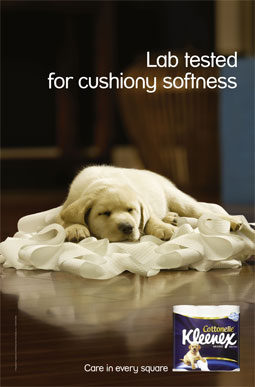 Lab tested
for cushiony softness
Care in every square
Cottonelle
Kleenex